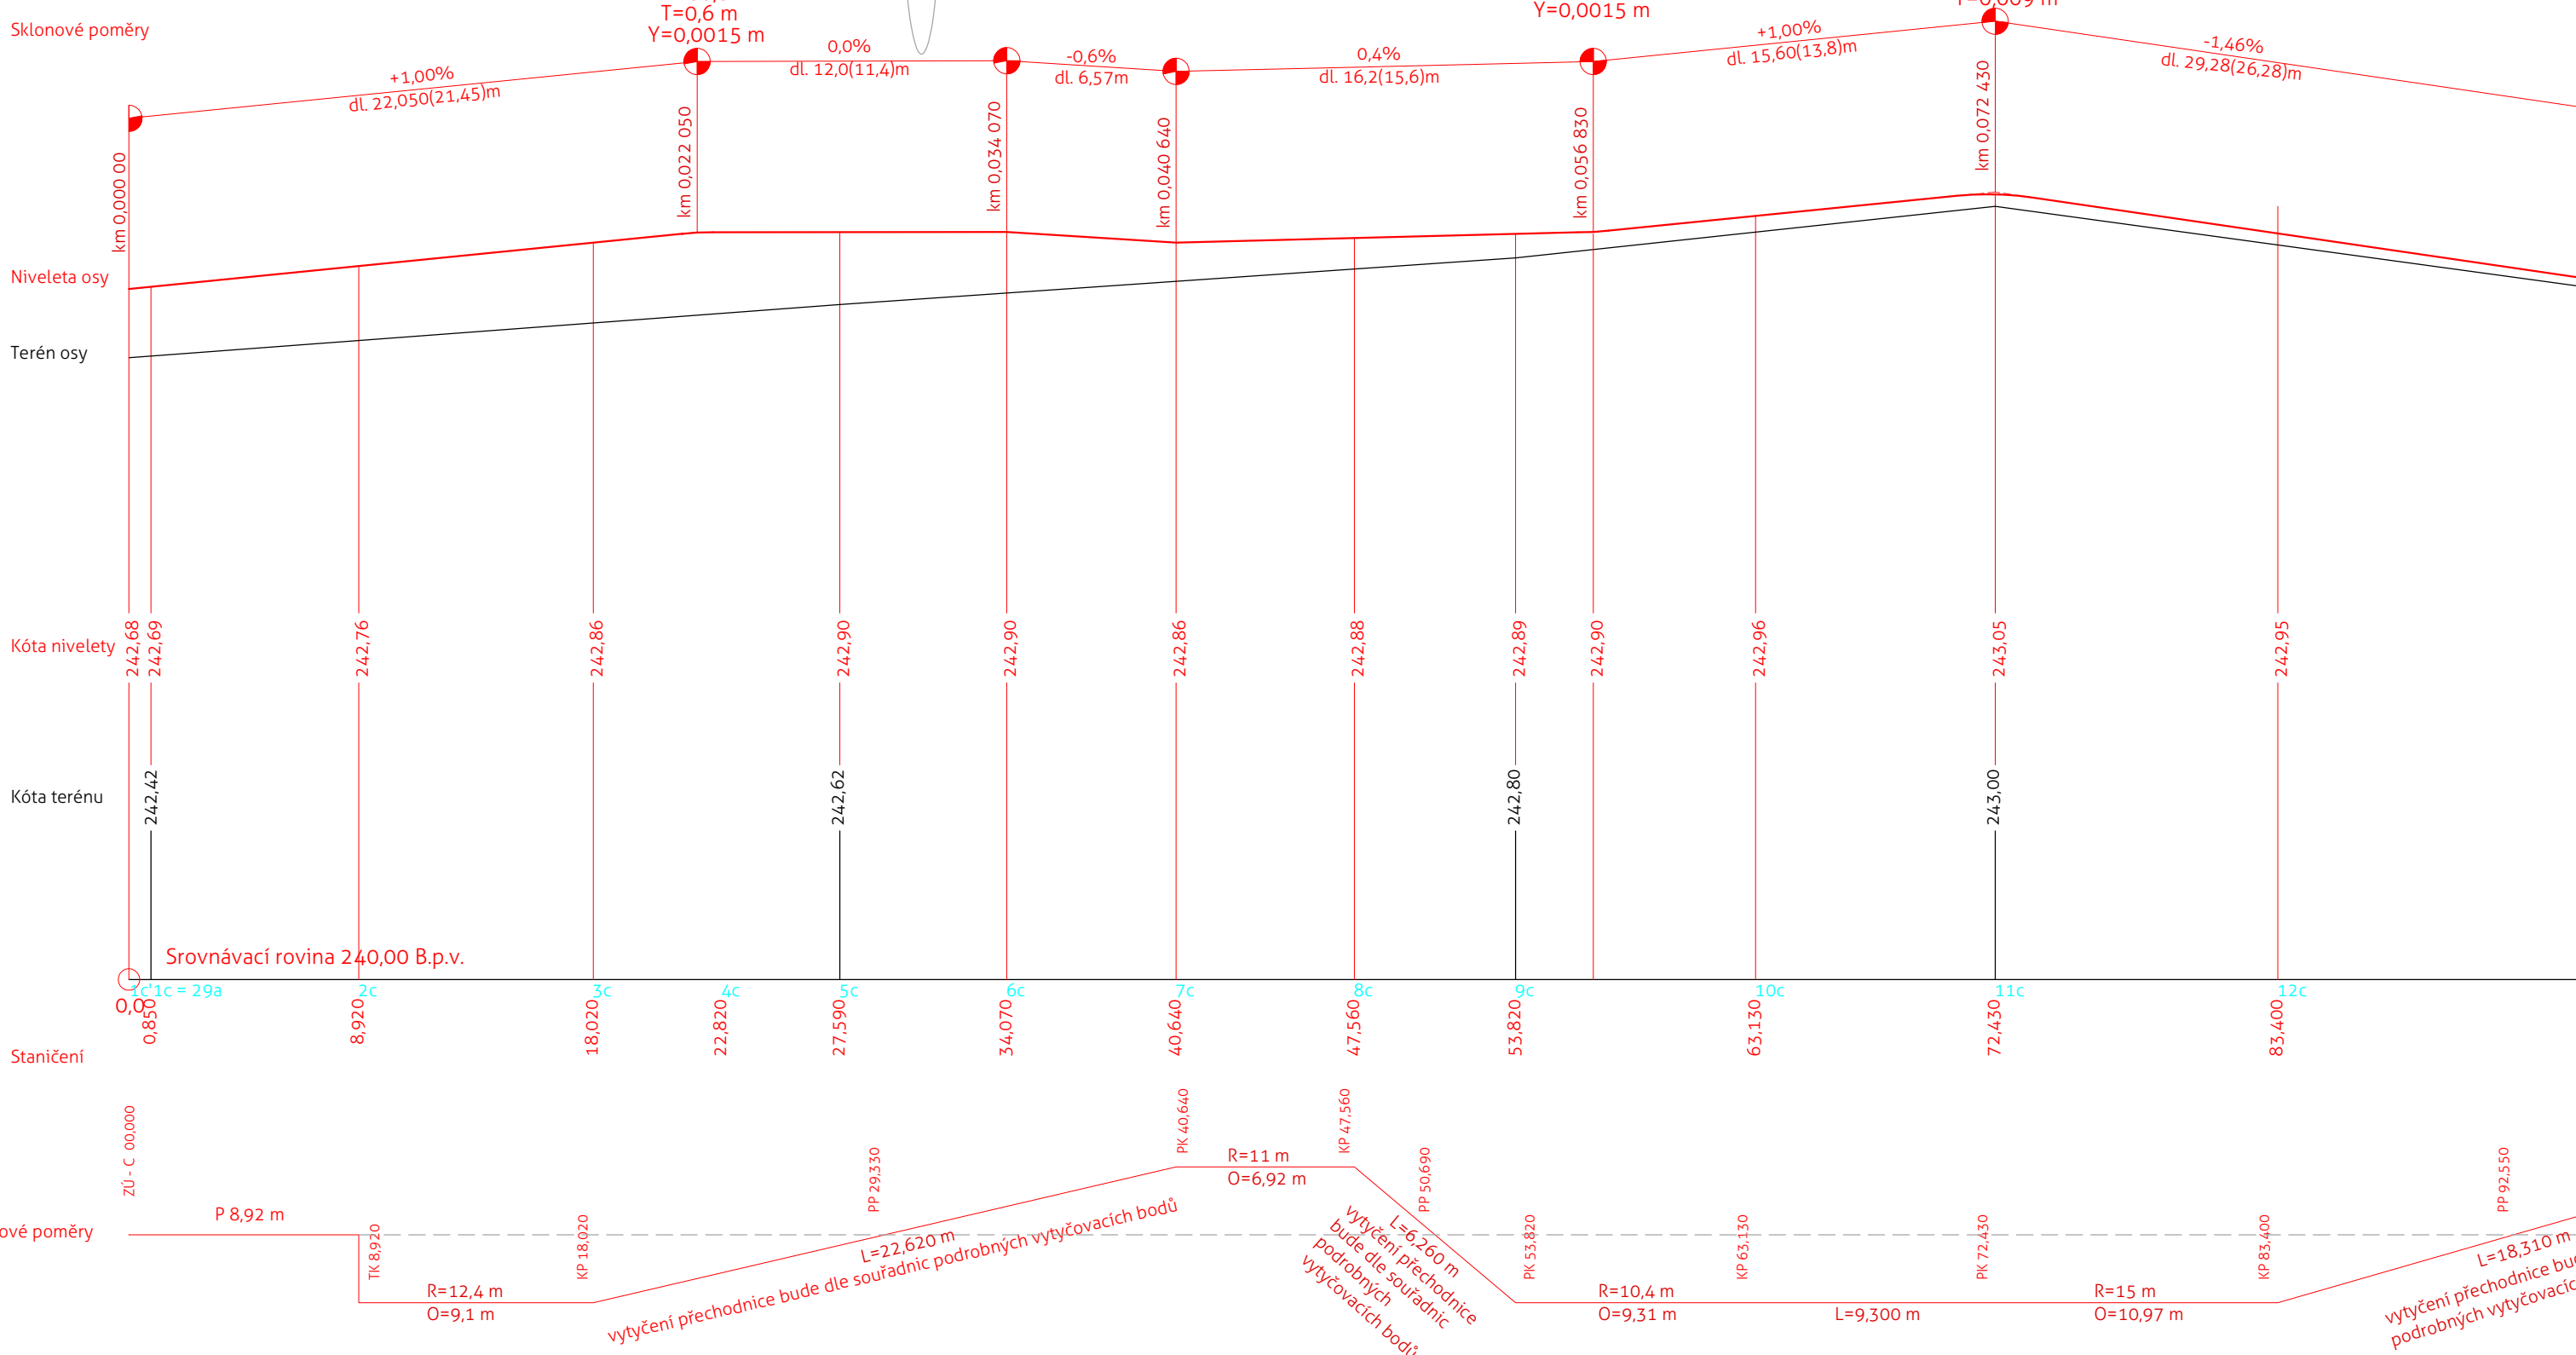 Sklonové poměry
T=0,6 m
Y=0,0015 m
Y=0,0015 m
+1,00%
dl. 22,050(21,45)m
0,0%
dl. 12,0(11,4)m
-0,6%
dl. 6,57m
0,4%
dl. 16,2(15,6)m
+1,00%
dl. 15,60(13,8)m
-1,46%
dl. 29,28(26,28)m
km 0,000 00
km 0,022 050
km 0,034 070
km 0,040 640
km 0,056 830
km 0,072 430
Niveleta osy
Terén osy
Kóta nivelety
242,68
242,69
242,76
242,86
242,90
242,90
242,86
242,88
242,89
242,90
242,96
243,05
242,95
Kóta terénu
242,42
242,62
242,80
243,00
Srovnávací rovina 240,00 B.p.v.
1c'1c = 29a
2c
3c
4c
5c
6c
7c
8c
9c
10c
11c
12c
Staničení
0,0
0,850
8,920
18,020
22,820
27,590
34,070
40,640
47,560
53,820
63,130
72,430
83,400
ové poměry
ZÚ - C 00,000
TK 8,920
KP 18,020
PP 29,330
PK 40,640
KP 47,560
PP 50,690
PK 53,820
KP 63,130
PK 72,430
KP 83,400
PP 92,550
P 8,92 m
R=12,4 m
O=9,1 m
L=22,620 m
vytyčení přechodnice bude dle souřadnic podrobných vytyčovacích bodů
R=11 m
O=6,92 m
L=6,260 m
vytyčení přechodnice
bude dle souřadnic
podrobných
vytyčovacích bodů
R=10,4 m
O=9,31 m
L=9,300 m
R=15 m
O=10,97 m
L=18,310 m
vytyčení přechodnice
podrobných